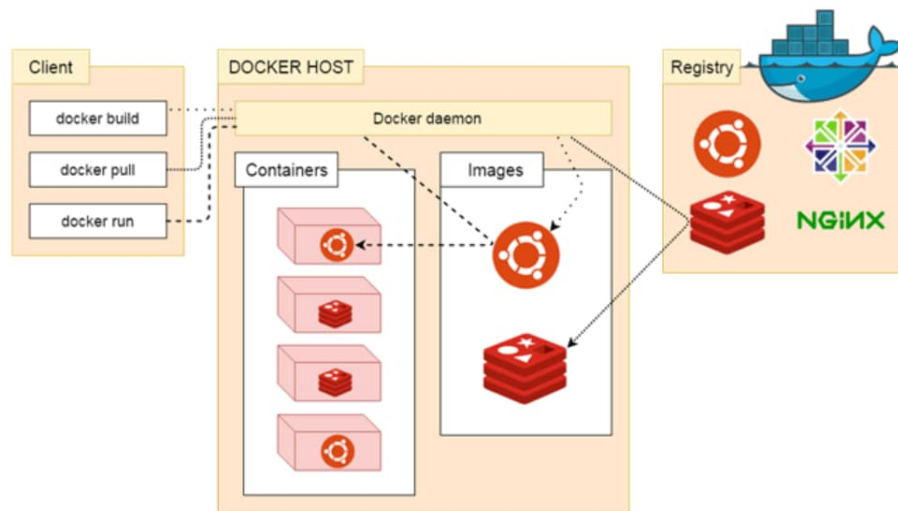 Client
docker build
docker pull
docker run
DOCKER HOST
Docker daemon
Containers
Images
Registry
NGiNX